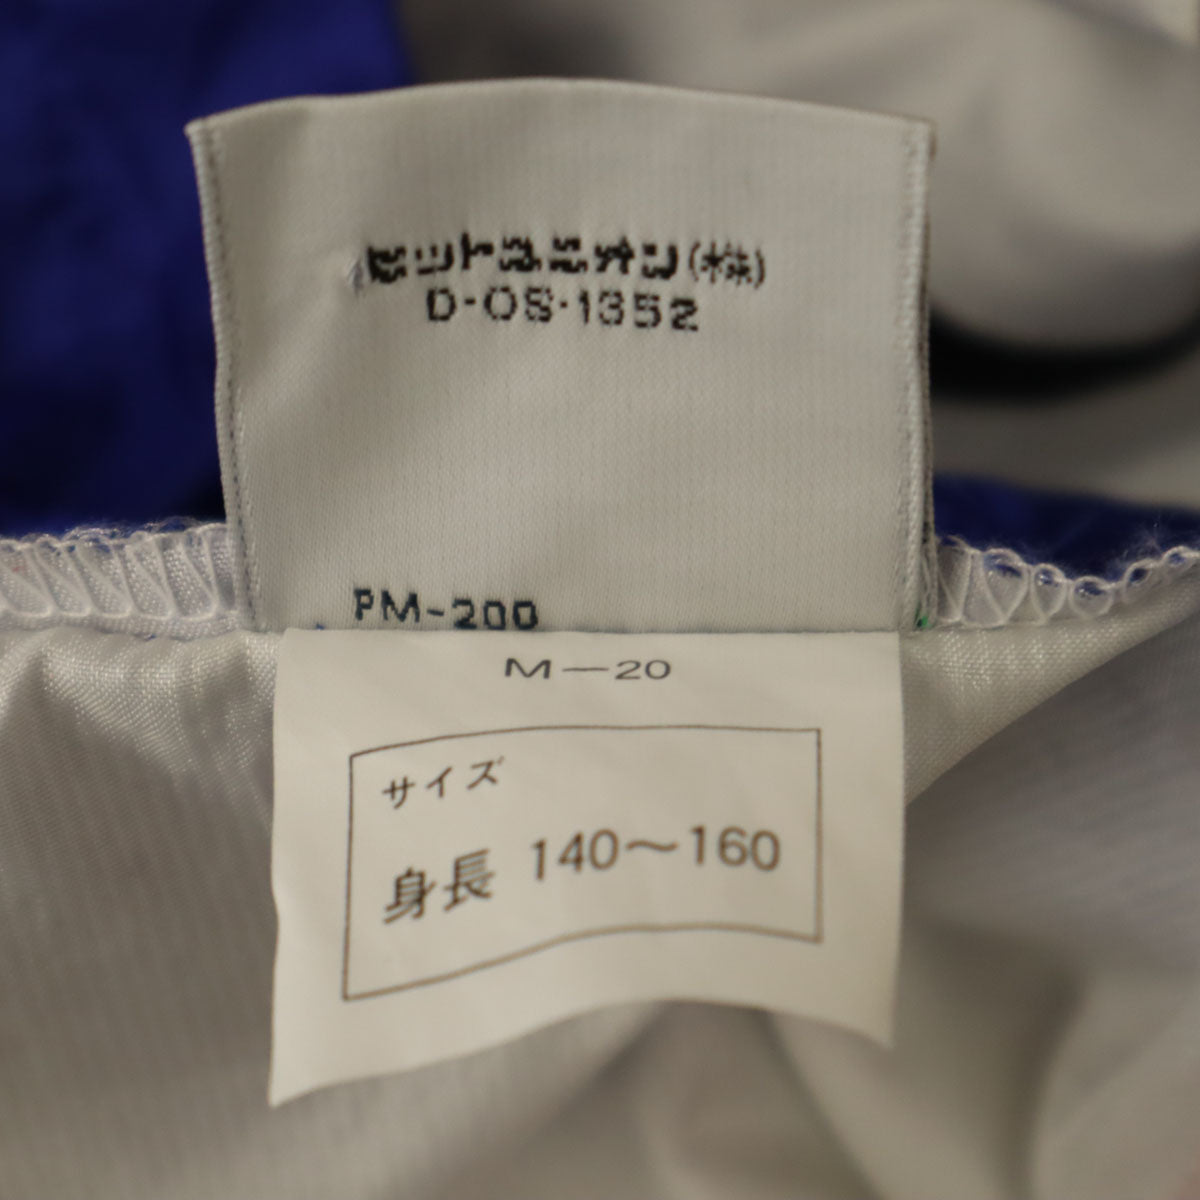 ヒットユニオン(株)
D-OS-1352
PM-200
M—20
サイズ
身長 140～160